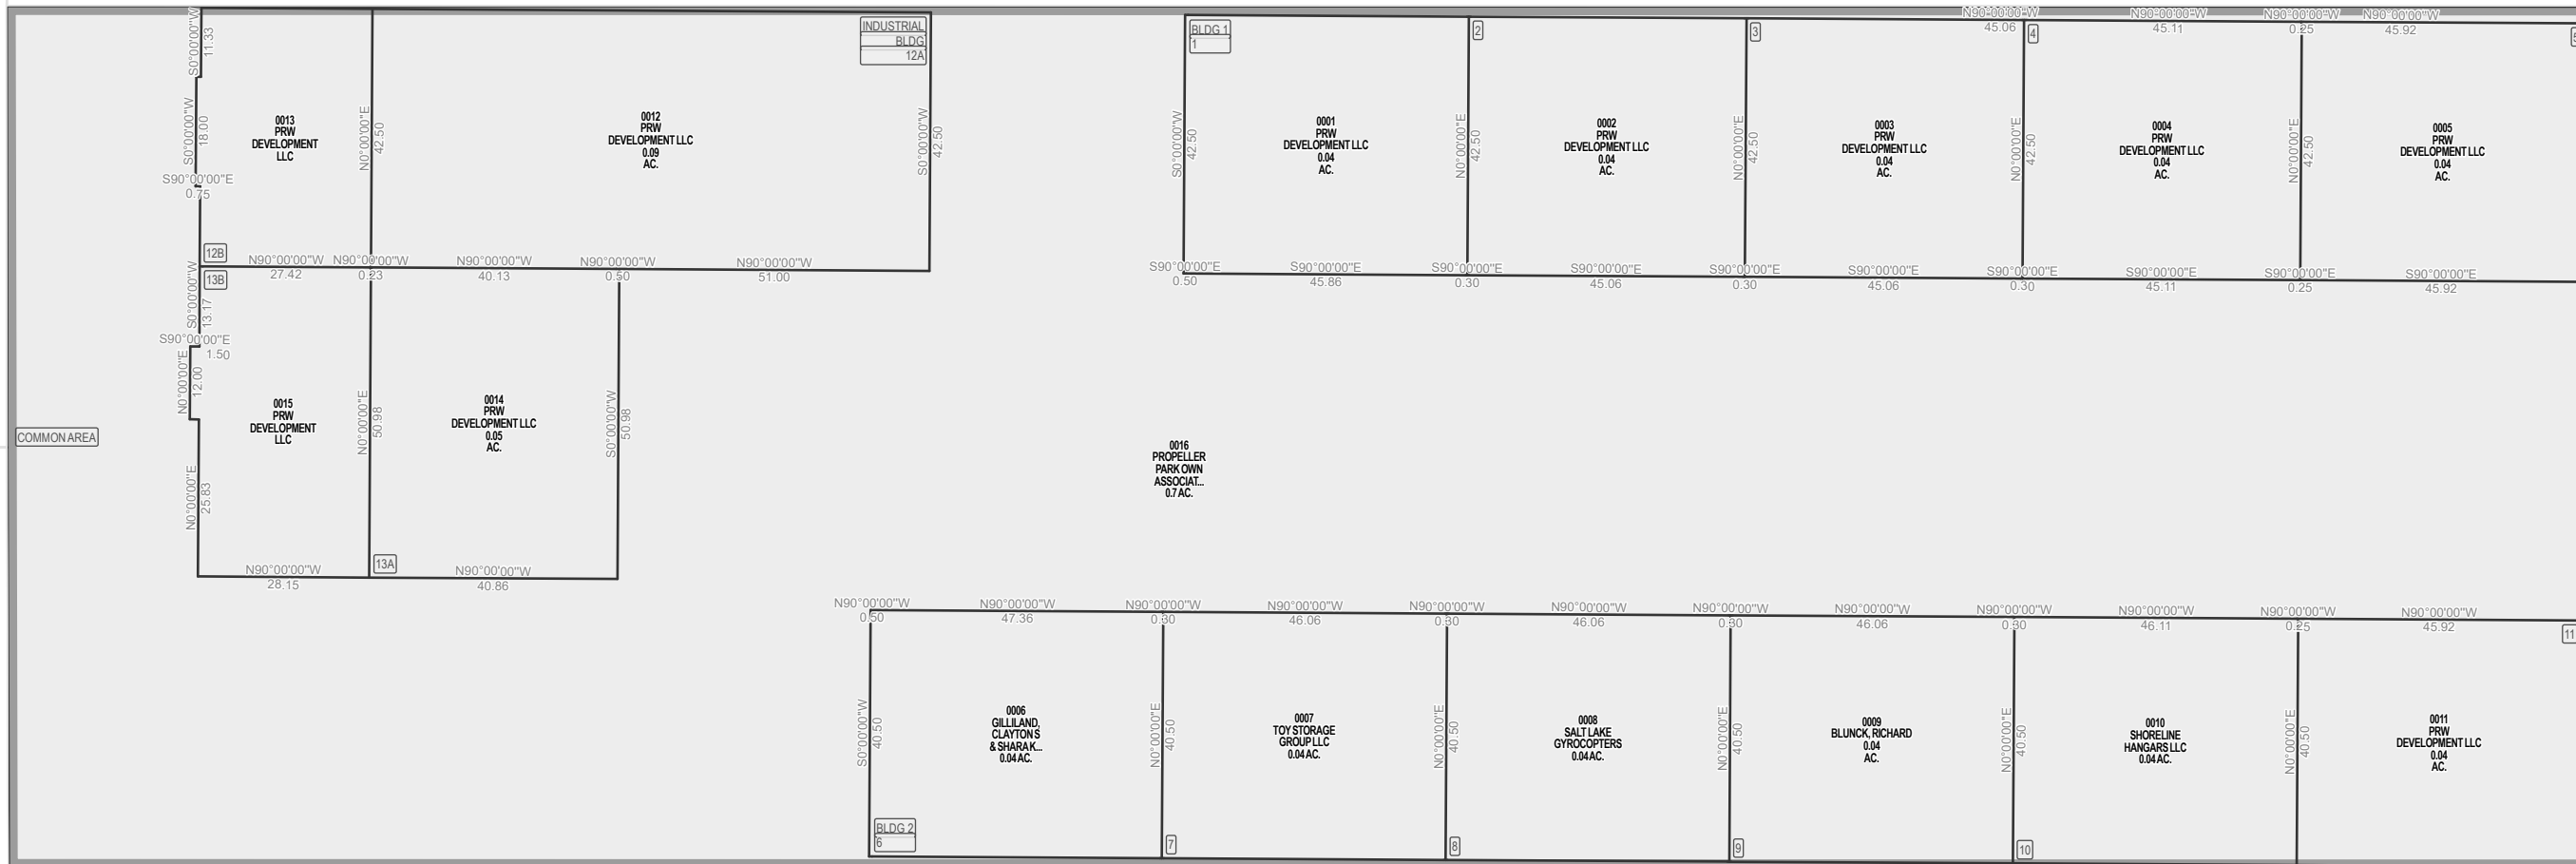 S0°00'00"W
11.33
S0°00'00"W
18.00
S90°00'00"E
0.75
0013
PRW
DEVELOPMENT
LLC
N0°00'00"E
42.50
0012
PRW
DEVELOPMENT LLC
0.09
AC.
INDUSTRIAL
BLDG
12A
S0°00'00"W
42.50
12B
13B
N90°00'00"W
27.42
N90°00'00"W
0.23
N90°00'00"W
40.13
N90°00'00"W
0.50
N90°00'00"W
51.00
S0°00'00"W
13.17
S90°00'00"E
1.50
N0°00'00"E
12.00
N0°00'00"E
25.83
0015
PRW
DEVELOPMENT
LLC
N0°00'00"E
50.98
0014
PRW
DEVELOPMENT LLC
0.05
AC.
S0°00'00"W
50.98
COMMON AREA
13A
N90°00'00"W
28.15
N90°00'00"W
40.86
BLDG 1
1
2
3
4
N90°00'00"W
45.06
N90°00'00"W
45.11
N90°00'00"W
0.25
N90°00'00"W
45.92
S0°00'00"W
42.50
0001
PRW
DEVELOPMENT LLC
0.04
AC.
N0°00'00"E
42.50
0002
PRW
DEVELOPMENT LLC
0.04
AC.
N0°00'00"E
42.50
0003
PRW
DEVELOPMENT LLC
0.04
AC.
N0°00'00"E
42.50
0004
PRW
DEVELOPMENT LLC
0.04
AC.
N0°00'00"E
42.50
0005
PRW
DEVELOPMENT LLC
0.04
AC.
S90°00'00"E
0.50
S90°00'00"E
45.86
S90°00'00"E
0.30
S90°00'00"E
45.06
S90°00'00"E
0.30
S90°00'00"E
45.06
S90°00'00"E
0.30
S90°00'00"E
45.11
S90°00'00"E
0.25
S90°00'00"E
45.92
0016
PROPELLER
PARK OWN
ASSOCIAT...
0.7 AC.
N90°00'00"W
0.50
N90°00'00"W
47.36
N90°00'00"W
0.30
N90°00'00"W
46.06
N90°00'00"W
0.30
N90°00'00"W
46.06
N90°00'00"W
0.30
N90°00'00"W
46.06
N90°00'00"W
0.30
N90°00'00"W
46.11
N90°00'00"W
0.25
N90°00'00"W
45.92
11
S0°00'00"W
40.50
0006
GILLILAND,
CLAYTON S
& SHARA K...
0.04 AC.
N0°00'00"E
40.50
0007
TOY STORAGE
GROUP LLC
0.04 AC.
N0°00'00"E
40.50
0008
SALT LAKE
GYROCOPTERS
0.04 AC.
N0°00'00"E
40.50
0009
BLUNCK, RICHARD
0.04
AC.
N0°00'00"E
40.50
0010
SHORELINE
HANGARS LLC
0.04 AC.
N0°00'00"E
40.50
0011
PRW
DEVELOPMENT LLC
0.04
AC.
BLDG 2
6
7
8
9
10